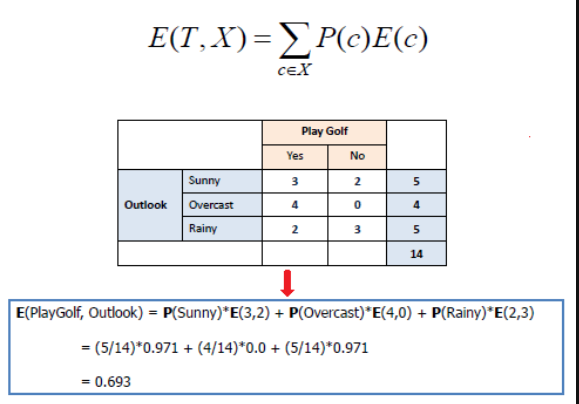 E(T, X) = ∑ P(c)E(c)
c∈X
Play Golf
Yes No
Outlook Sunny 3 2 5
Overcast 4 0 4
Rainy 2 3 5
14
E(PlayGolf, Outlook) = P(Sunny)*E(3,2) + P(Overcast)*E(4,0) + P(Rainy)*E(2,3)
= (5/14)*0.971 + (4/14)*0.0 + (5/14)*0.971
= 0.693